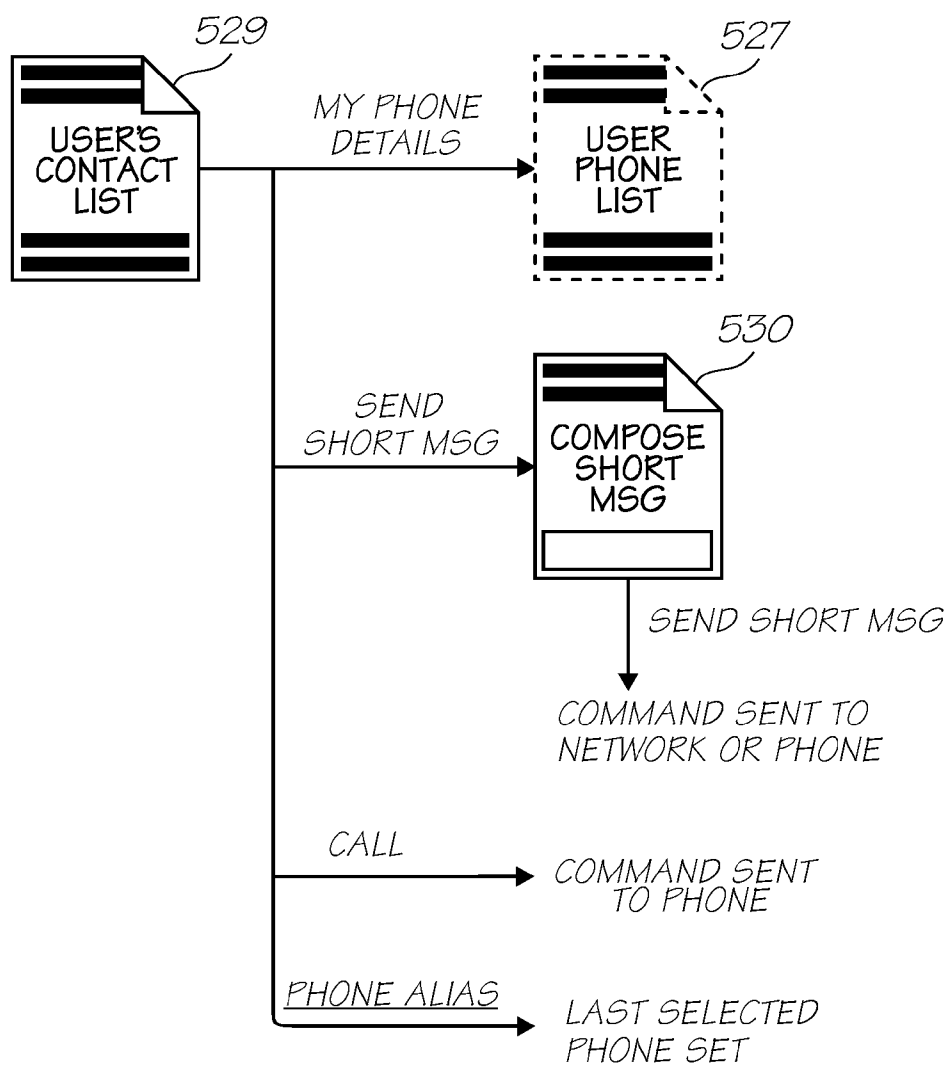 529
USER'S
CONTACT
LIST
MY PHONE
DETAILS
527
USER
PHONE
LIST
530
SEND
SHORT MSG
COMPOSE
SHORT
MSG
SEND SHORT MSG
COMMAND SENT TO
NETWORK OR PHONE
CALL
COMMAND SENT
TO PHONE
PHONE ALIAS
LAST SELECTED
PHONE SET